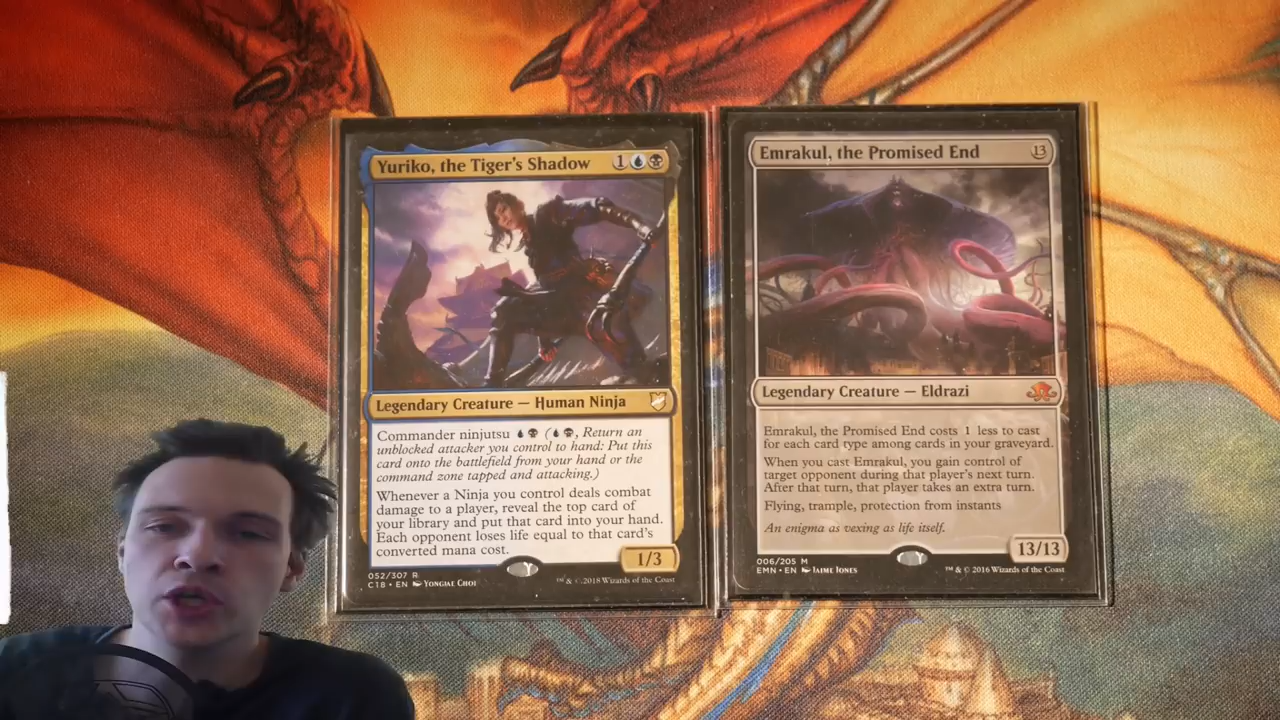 Yuriko, the Tiger's Shadow 1
Legendary Creature — Human Ninja
Commander ninjutsu (, Return an
unblocked attacker you control to hand: Put this
card onto the battlefield from your hand or the
command zone tapped and attacking.)
Whenever a Ninja you control deals combat
damage to a player, reveal the top card of
your library and put that card into your hand.
Each opponent loses life equal to that card's
converted mana cost.
1/3
052/307 R
C18 • EN YONGJAE CHOI
™ & © 2018 Wizards of the Coast
Emrakul, the Promised End 13
Legendary Creature — Eldrazi
Emrakul, the Promised End costs 1 less to cast
for each card type among cards in your graveyard.
When you cast Emrakul, you gain control of
target opponent during that player's next turn.
After that turn, that player takes an extra turn.
Flying, trample, protection from instants
An enigma as vexing as life itself.
13/13
006/205 M
EMN • EN JAIME JONES
™ & © 2016 Wizards of the Coast